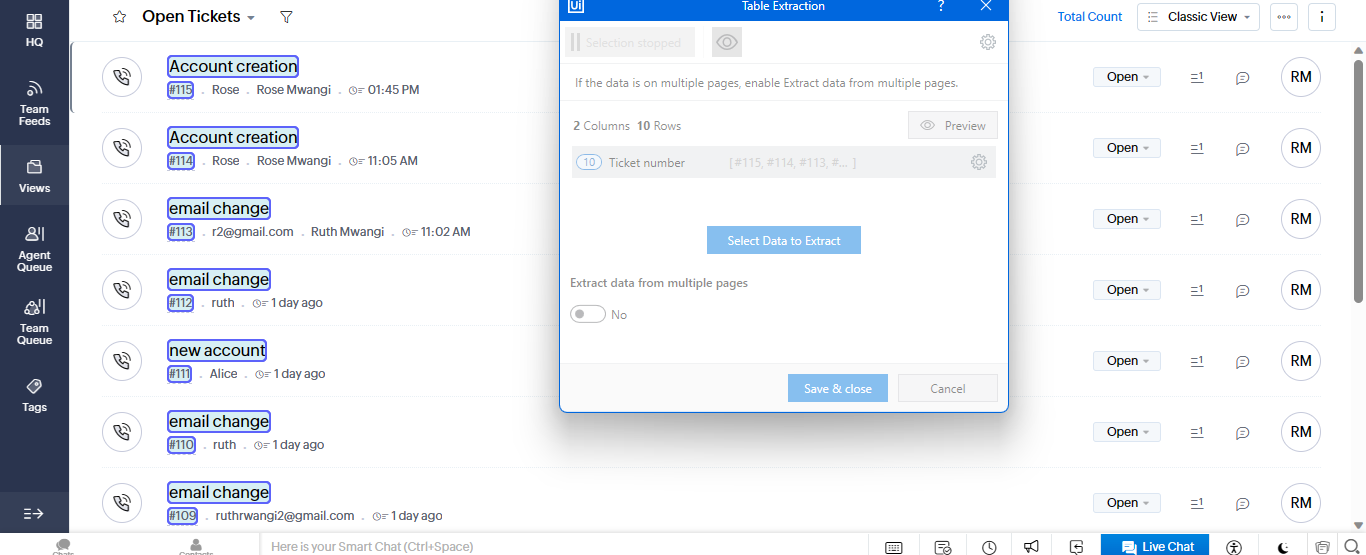 HQ
Team
Feeds
Views
Agent
Queue
Team
Queue
Tags
Open Tickets
Total Count
Classic View
Account creation
#115 . Rose . Rose Mwangi . 01:45 PM
Open
RM
Account creation
#114 . Rose . Rose Mwangi . 11:05 AM
Open
RM
email change
#113 . r2@gmail.com . Ruth Mwangi . 11:02 AM
Open
RM
email change
#112 . ruth . 1 day ago
Open
RM
new account
#111 . Alice . 1 day ago
Open
RM
email change
#110 . ruth . 1 day ago
Open
RM
email change
#109 . ruthrwangi2@gmail.com . 1 day ago
Open
RM
Ui
Table Extraction
?
Selection stopped
If the data is on multiple pages, enable Extract data from multiple pages.
2 Columns 10 Rows
Preview
10 Ticket number [ #115, #114, #113, #... ]
Select Data to Extract
Extract data from multiple pages
No
Save & close
Cancel
Chats
Contacts
Here is your Smart Chat (Ctrl+Space)
Live Chat